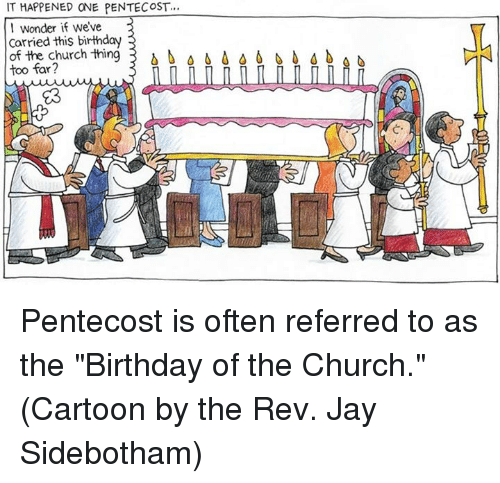 IT HAPPENED ONE PENTECOST...
I wonder if we've
carried this birthday
of the church thing
too far?
Pentecost is often referred to as
the "Birthday of the Church."
(Cartoon by the Rev. Jay
Sidebotham)